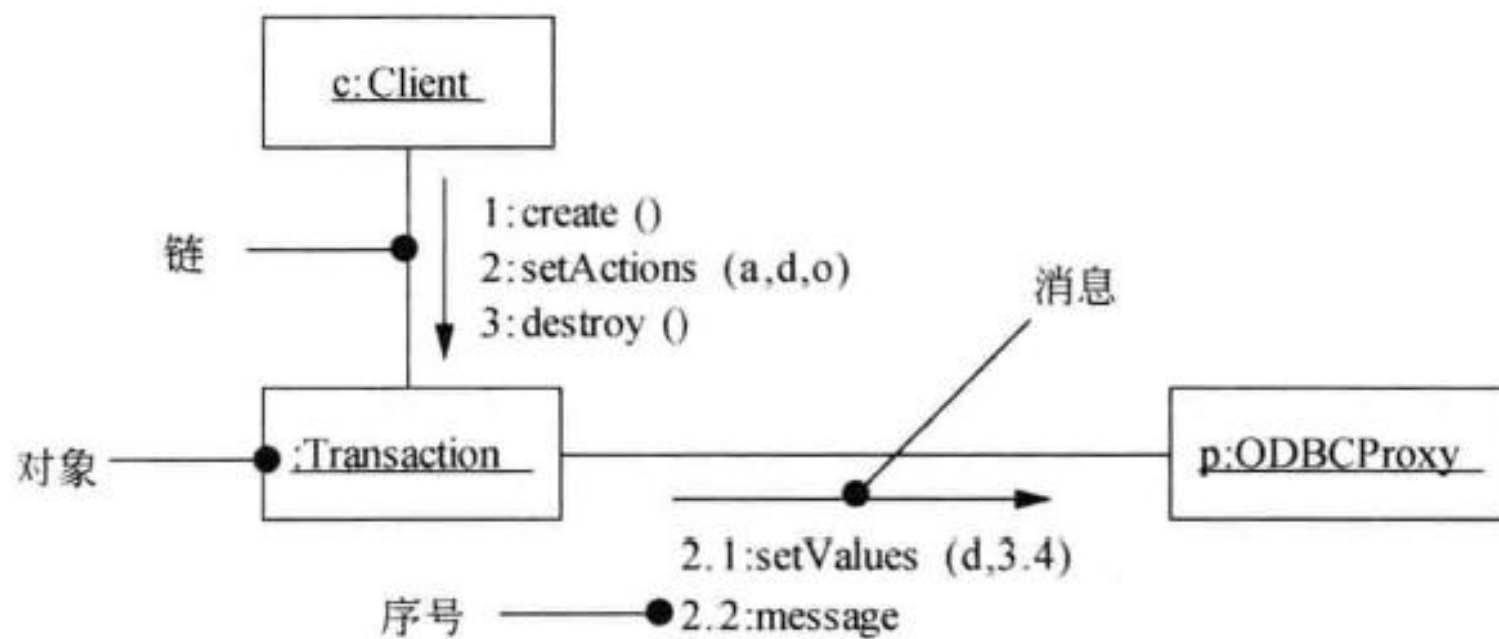 c:Client
链
1:create ()
2:setActions (a,d,o)
3:destroy ()
消息
对象
:Transaction
p:ODBCProxy
2.1:setValues (d,3.4)
序号
2.2:message